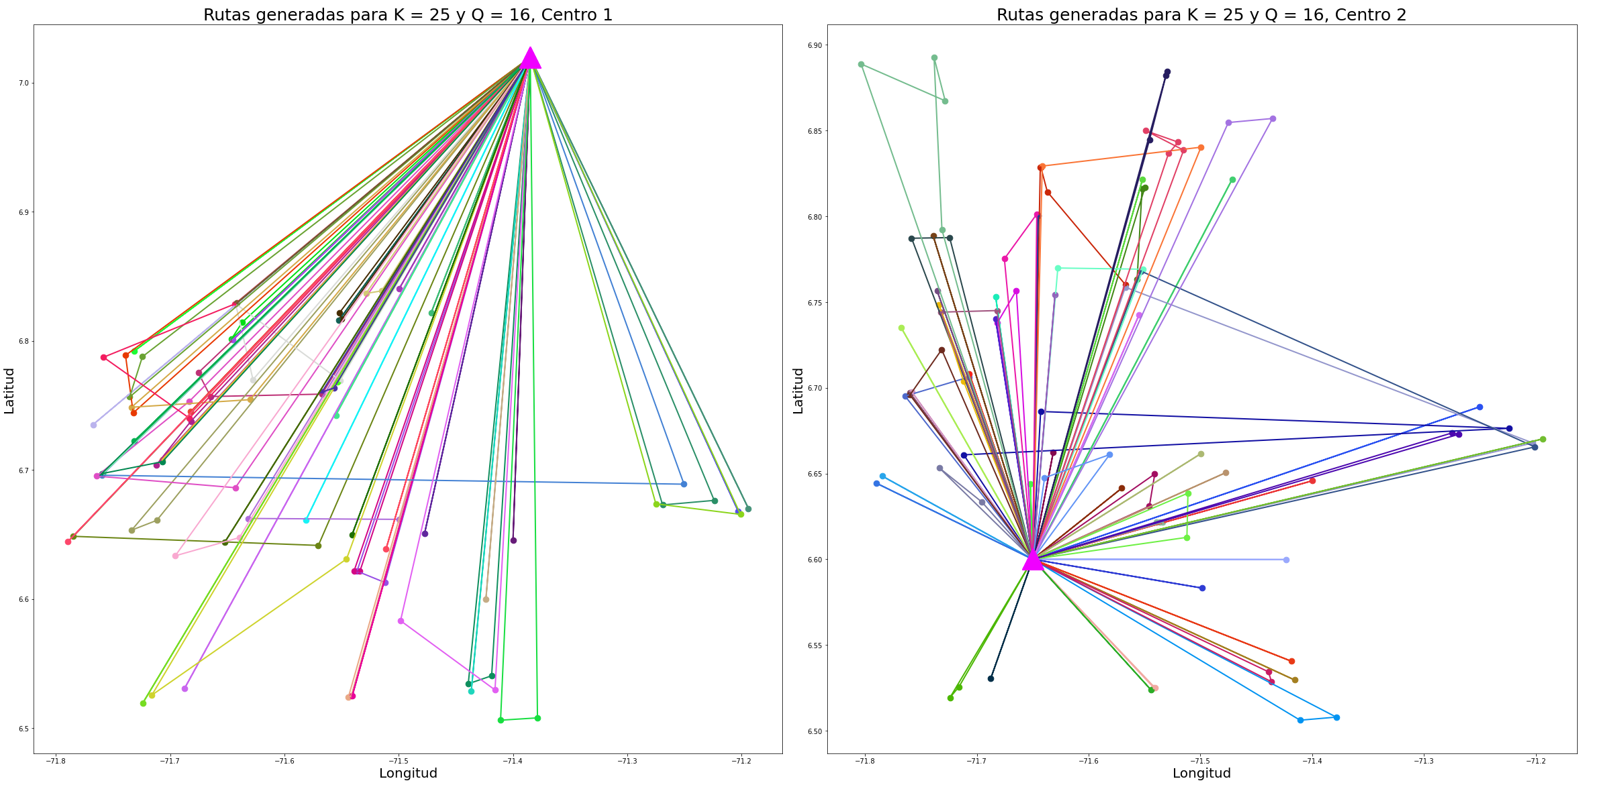 Rutas generadas para K = 25 y Q = 16, Centro 1
Latitud
7.0
6.9
6.8
6.7
6.6
6.5
−71.8 −71.7 −71.6 −71.5 −71.4 −71.3 −71.2
Longitud
Rutas generadas para K = 25 y Q = 16, Centro 2
Latitud
6.90
6.85
6.80
6.75
6.70
6.65
6.60
6.55
6.50
−71.8 −71.7 −71.6 −71.5 −71.4 −71.3 −71.2
Longitud